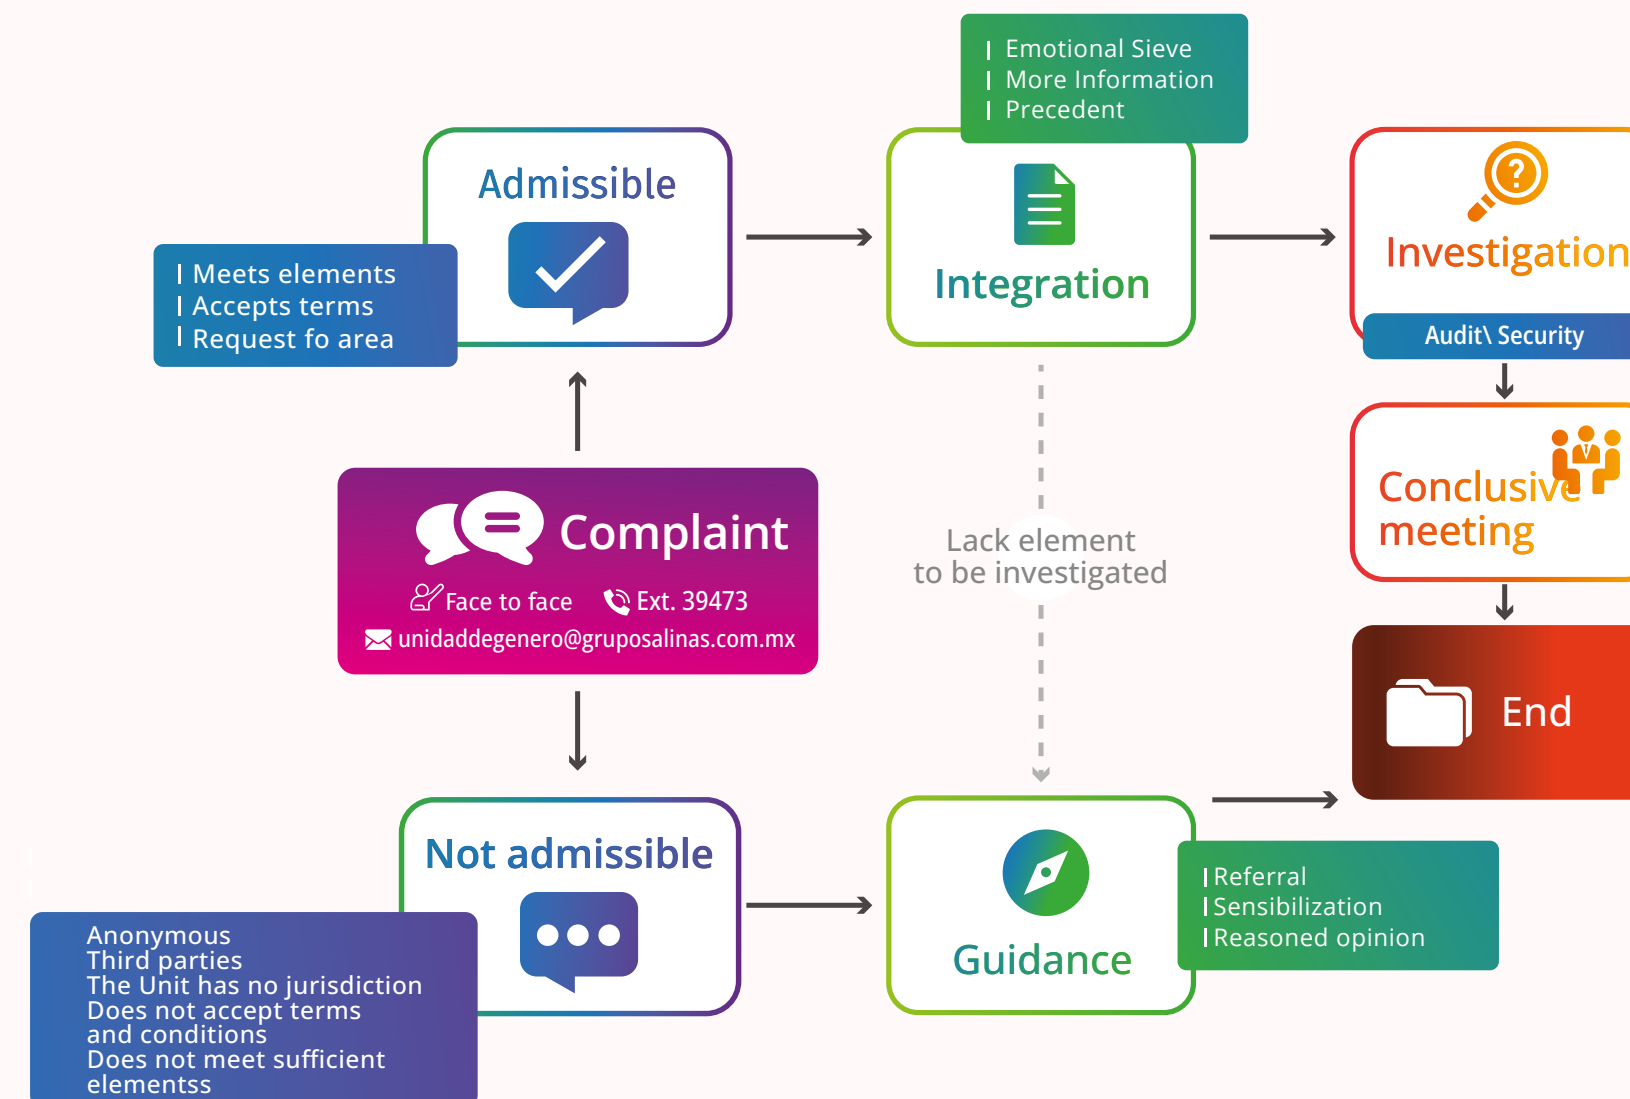 Emotional Sieve
More Information
Precedent
Admissible
Meets elements
Accepts terms
Request fo area
Integration
Investigation
Audit\ Security
Complaint
Face to face
Ext. 39473
unidaddegenero@gruposalinas.com.mx
Lack element
to be investigated
Conclusive
meeting
End
Not admissible
Anonymous
Third parties
The Unit has no jurisdiction
Does not accept terms
and conditions
Does not meet sufficient
elementss
Guidance
Referral
Sensibilization
Reasoned opinion